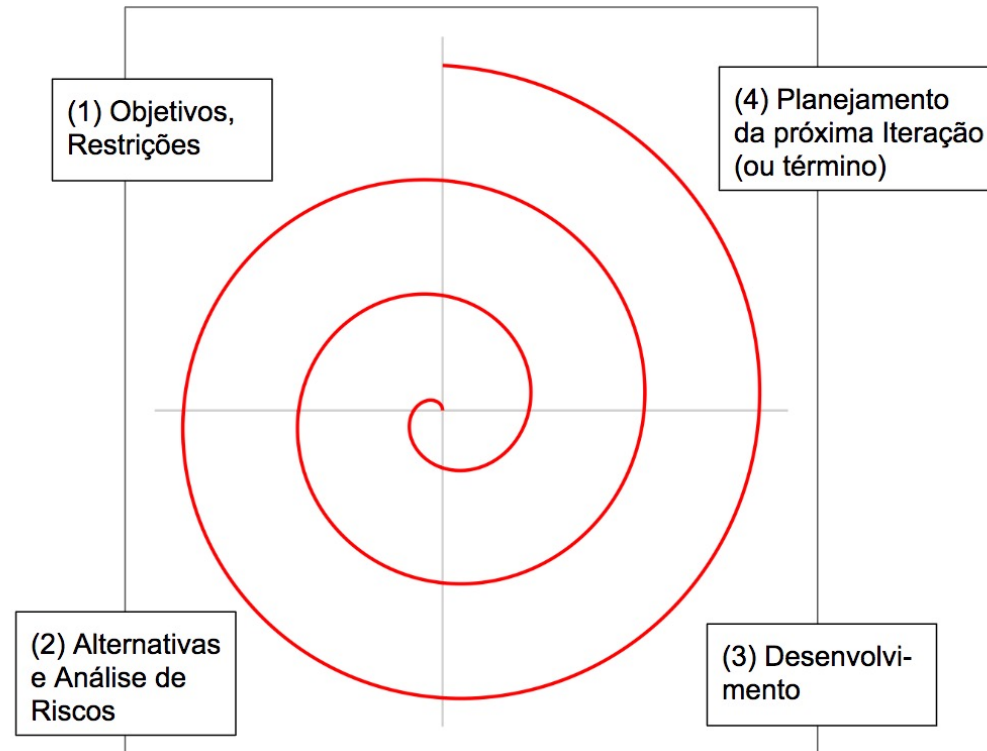 (1) Objetivos,
Restrições
(4) Planejamento
da próxima Iteração
(ou término)
(2) Alternativas
e Análise de
Riscos
(3) Desenvolvi-
mento